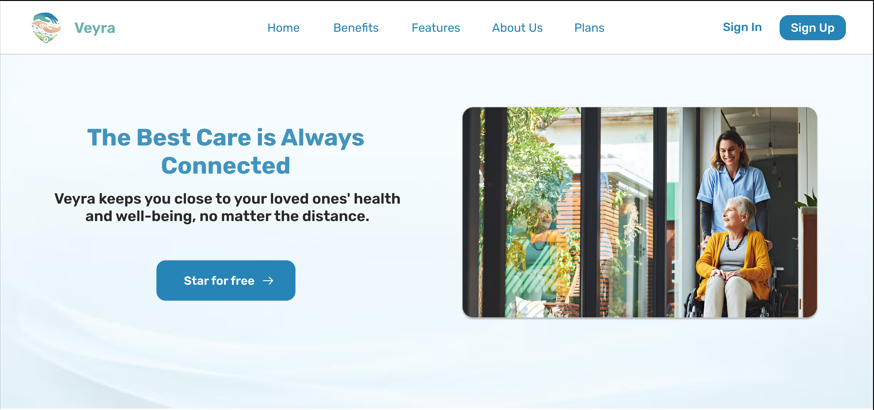 Veyra
Home
Benefits
Features
About Us
Plans
Sign In
Sign Up
The Best Care is Always
Connected
Veyra keeps you close to your loved ones' health
and well-being, no matter the distance.
Star for free →